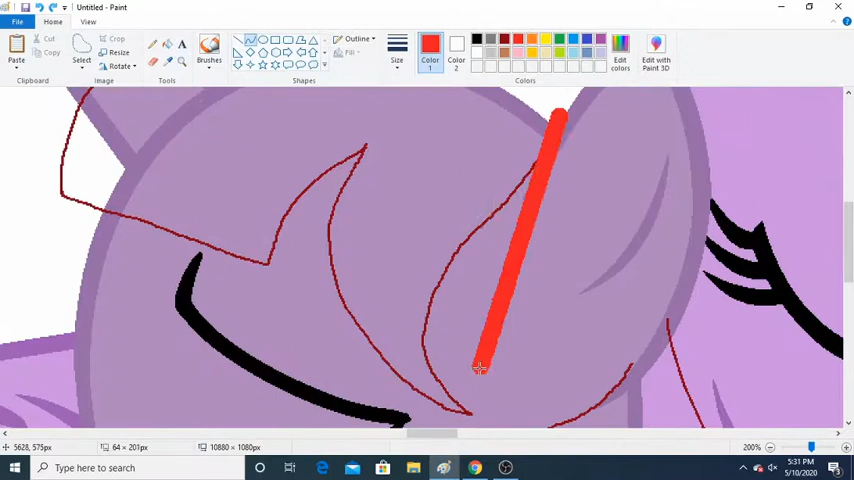 Untitled - Paint
File Home View
Paste
Cut
Copy
Clipboard
Select
Crop
Resize
Rotate
Image
Tools
Brushes
Outline
Fill
Shapes
Size
Color 1
Color 2
Edit colors
Edit with Paint 3D
Colors
5628, 575px
64 × 201px
10880 × 1080px
200%
Type here to search
5:31 PM
5/10/2020